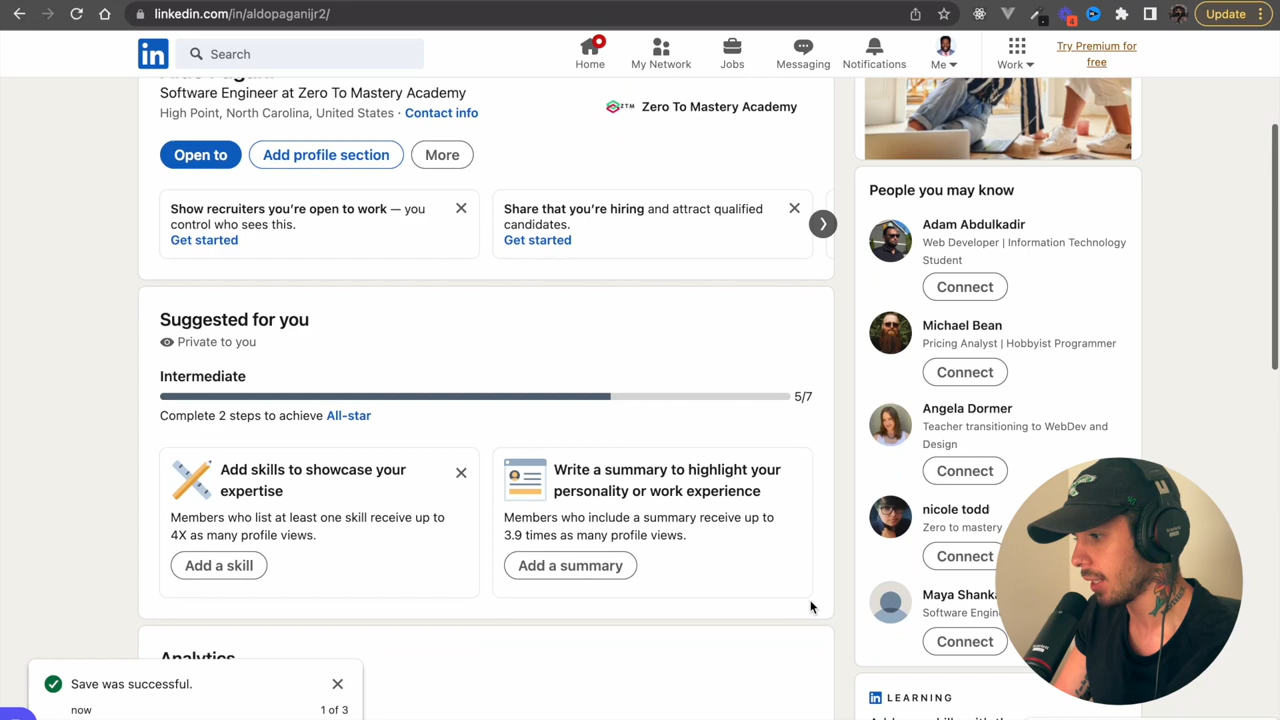 linkedin.com/in/aldopaganijr2/
Update
Search
Home
My Network
Jobs
Messaging
Notifications
Me
Work
Try Premium for
free
Software Engineer at Zero To Mastery Academy
High Point, North Carolina, United States · Contact info
ZTM Zero To Mastery Academy
Open to
Add profile section
More
Show recruiters you're open to work — you
control who sees this.
Get started
Share that you're hiring and attract qualified
candidates.
Get started
Suggested for you
Private to you
Intermediate
5/7
Complete 2 steps to achieve All-star
Add skills to showcase your
expertise
Members who list at least one skill receive up to
4X as many profile views.
Add a skill
Write a summary to highlight your
personality or work experience
Members who include a summary receive up to
3.9 times as many profile views.
Add a summary
Analytics
Save was successful.
now
1 of 3
People you may know
Adam Abdulkadir
Web Developer | Information Technology
Student
Connect
Michael Bean
Pricing Analyst | Hobbyist Programmer
Connect
Angela Dormer
Teacher transitioning to WebDev and
Design
Connect
nicole todd
Zero to mastery
Connect
Maya Shanka
Software Engin
Connect
in LEARNING